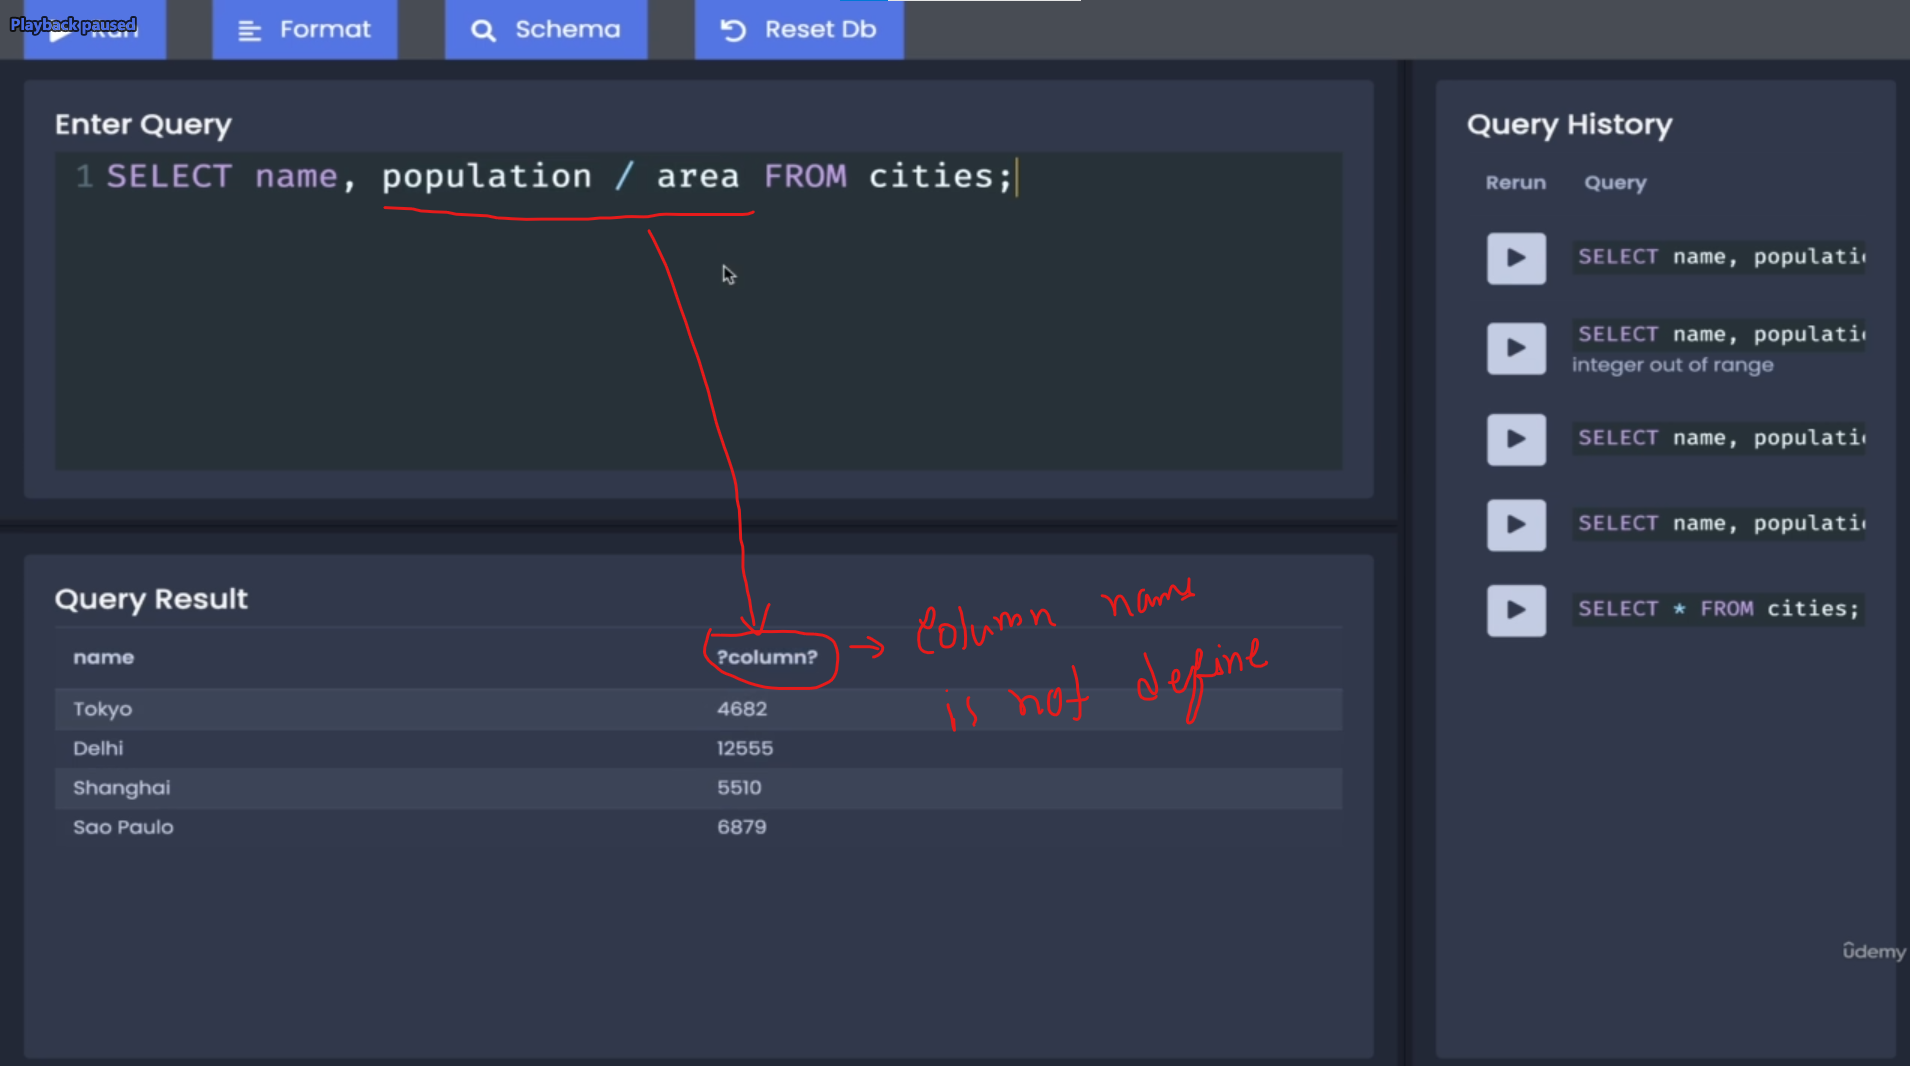 Playback paused
Run
Format
Schema
Reset Db
Enter Query
1 SELECT name, population / area FROM cities;
Query Result
name ?column?
Tokyo 4682
Delhi 12555
Shanghai 5510
Sao Paulo 6879
→ Column name
is not define
Query History
Rerun Query
SELECT name, populati
SELECT name, populati
integer out of range
SELECT name, populati
SELECT name, populati
SELECT * FROM cities;
ûdemy